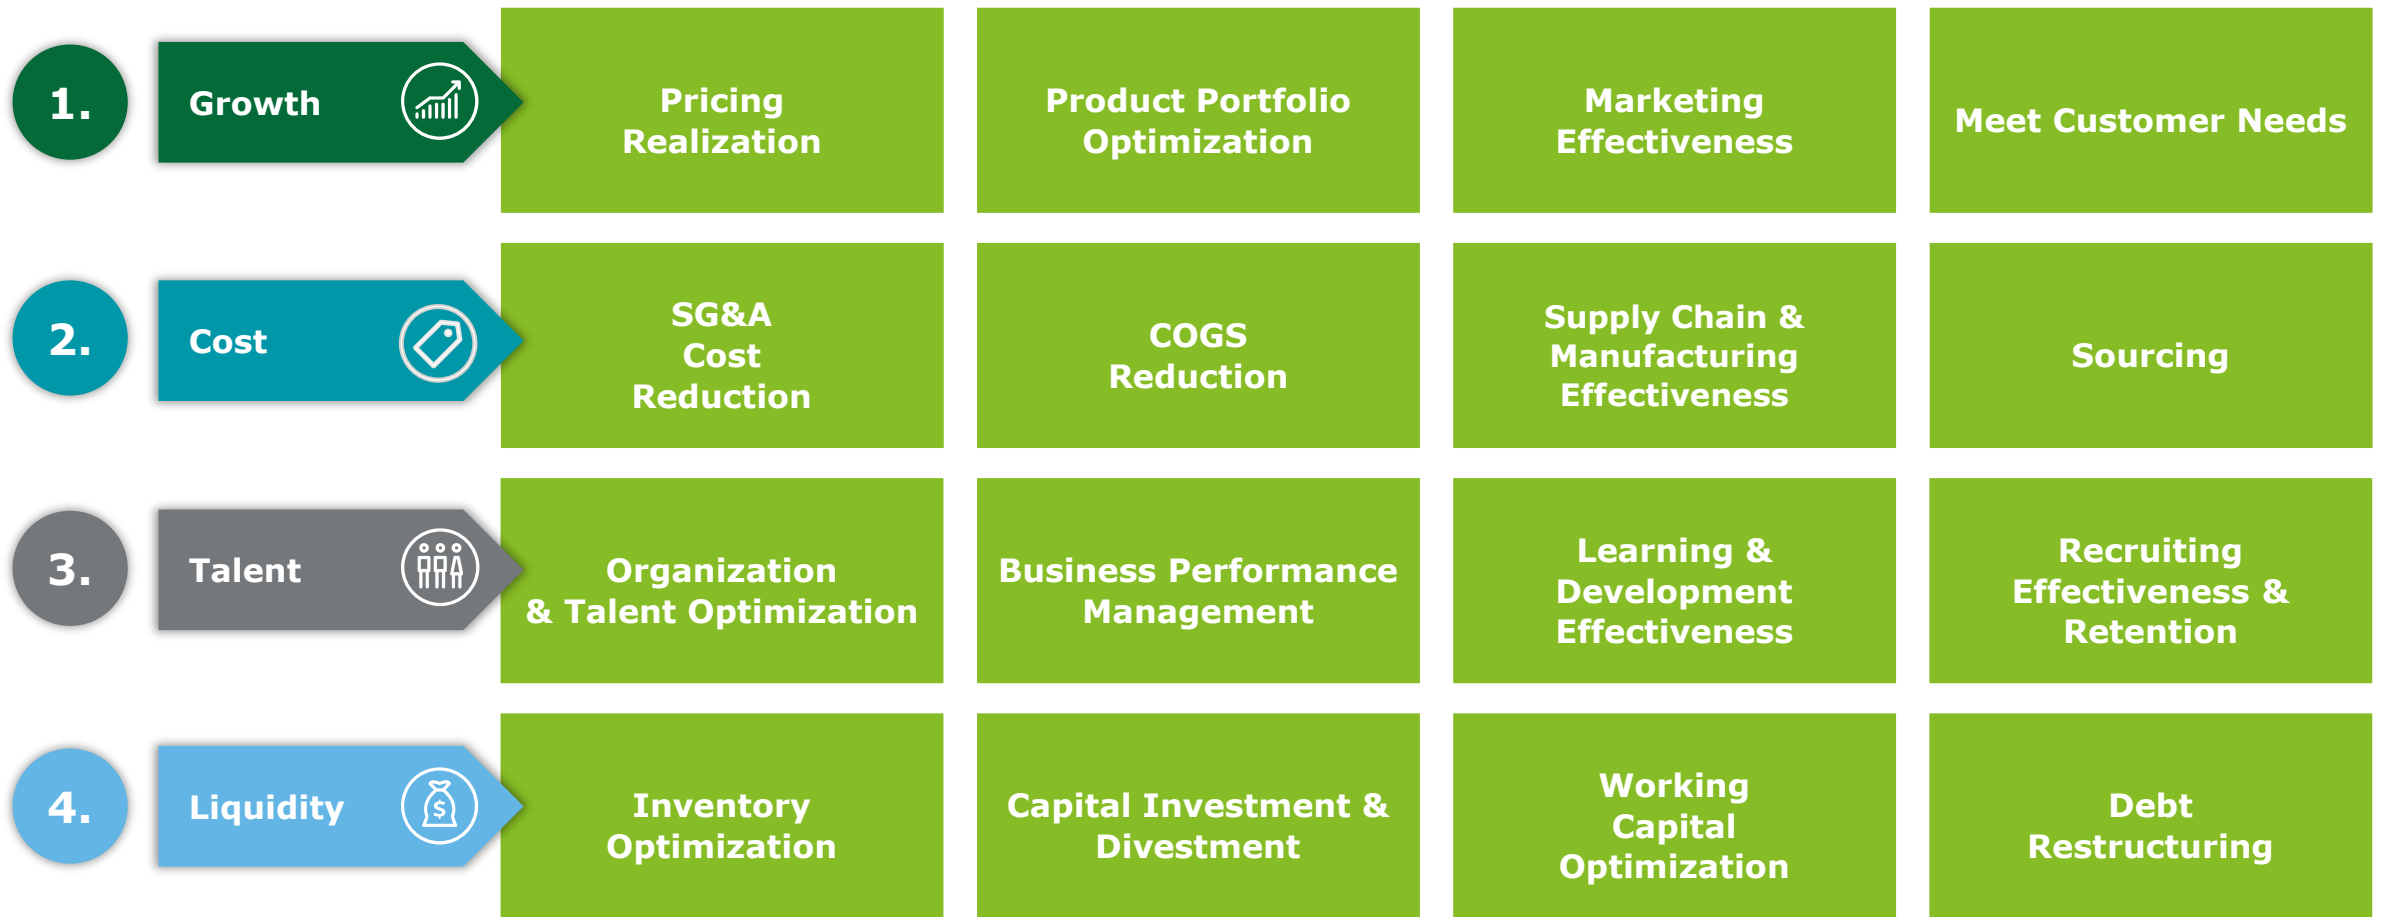 1.
Growth
Pricing
Realization
Product Portfolio
Optimization
Marketing
Effectiveness
Meet Customer Needs
2.
Cost
SG&A
Cost
Reduction
COGS
Reduction
Supply Chain &
Manufacturing
Effectiveness
Sourcing
3.
Talent
Organization
& Talent Optimization
Business Performance
Management
Learning &
Development
Effectiveness
Recruiting
Effectiveness &
Retention
4.
Liquidity
$
Inventory
Optimization
Capital Investment &
Divestment
Working
Capital
Optimization
Debt
Restructuring